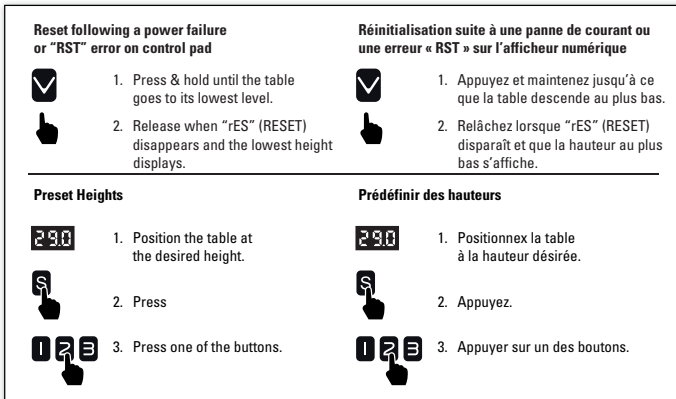 Reset following a power failure
or “RST” error on control pad
1. Press & hold until the table
goes to its lowest level.
2. Release when “rES” (RESET)
disappears and the lowest height
displays.
Réinitialisation suite à une panne de courant ou
une erreur « RST » sur l’afficheur numérique
1. Appuyez et maintenez jusqu’à ce
que la table descende au plus bas.
2. Relâchez lorsque “rES” (RESET)
disparaît et que la hauteur au plus
bas s’affiche.
Preset Heights
29.0
1. Position the table at
the desired height.
S
2. Press
1 2 3
3. Press one of the buttons.
Prédéfinir des hauteurs
29.0
1. Positionnex la table
à la hauteur désirée.
S
2. Appuyez.
1 2 3
3. Appuyer sur un des boutons.